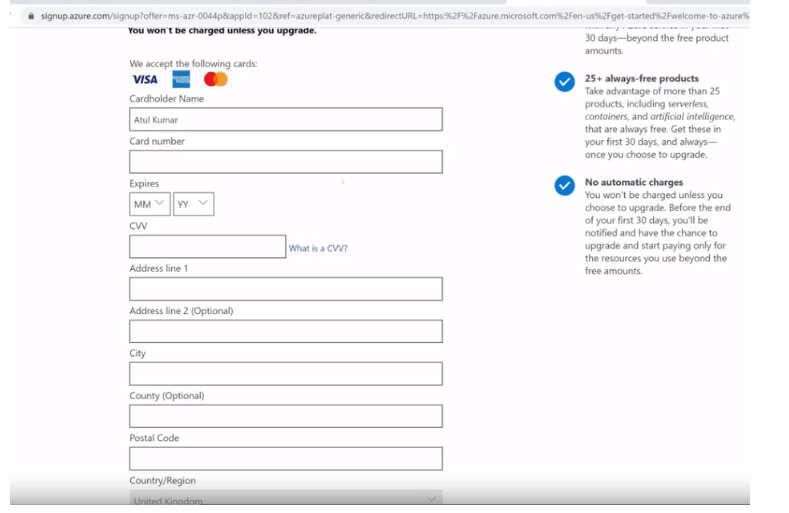 signup.azure.com/signup?offer=ms-azr-0044p&appId=102&ref=azureplat-generic&redirectURL=https:%2F%2Fazure.microsoft.com%2Fen-us%2Fget-started%2Fwelcome-to-azure%
You won't be charged unless you upgrade.
We accept the following cards:
VISA
Cardholder Name
Atul Kumar
Card number
Expires
MM YY
CVV
What is a CVV?
Address line 1
Address line 2 (Optional)
City
County (Optional)
Postal Code
Country/Region
United Kingdom
30 days—beyond the free product
amounts.
25+ always-free products
Take advantage of more than 25
products, including serverless,
containers, and artificial intelligence,
that are always free. Get these in
your first 30 days, and always—
once you choose to upgrade.
No automatic charges
You won't be charged unless you
choose to upgrade. Before the end
of your first 30 days, you'll be
notified and have the chance to
upgrade and start paying only for
the resources you use beyond the
free amounts.